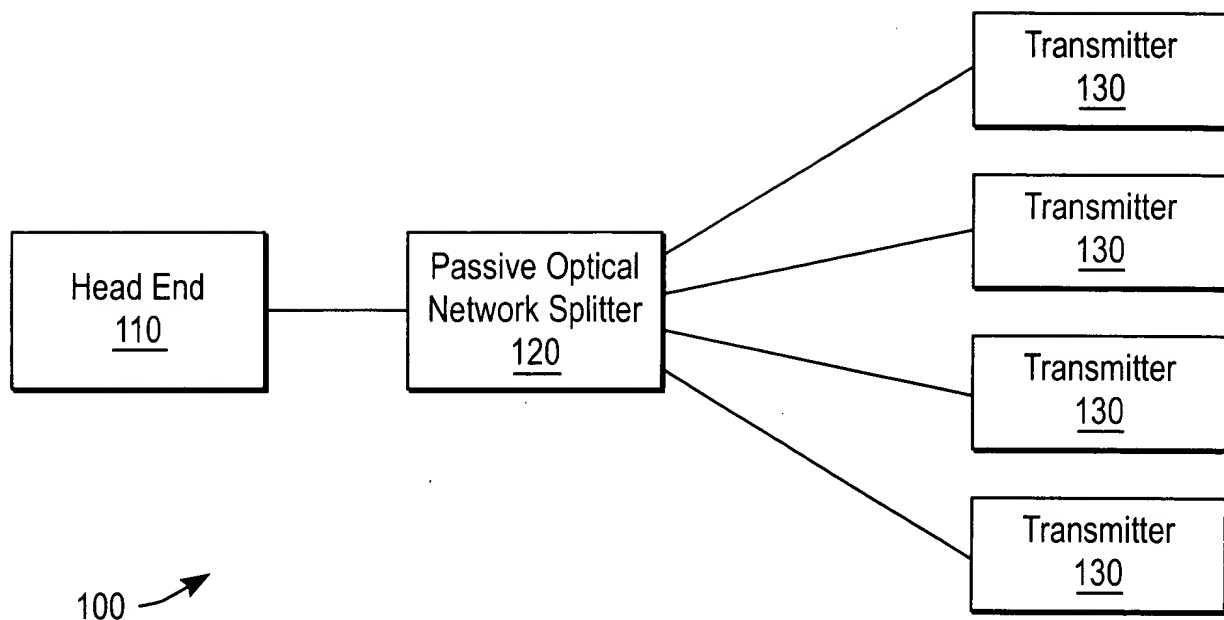 Head End
110
Passive Optical
Network Splitter
120
Transmitter
130
Transmitter
130
Transmitter
130
Transmitter
130
100